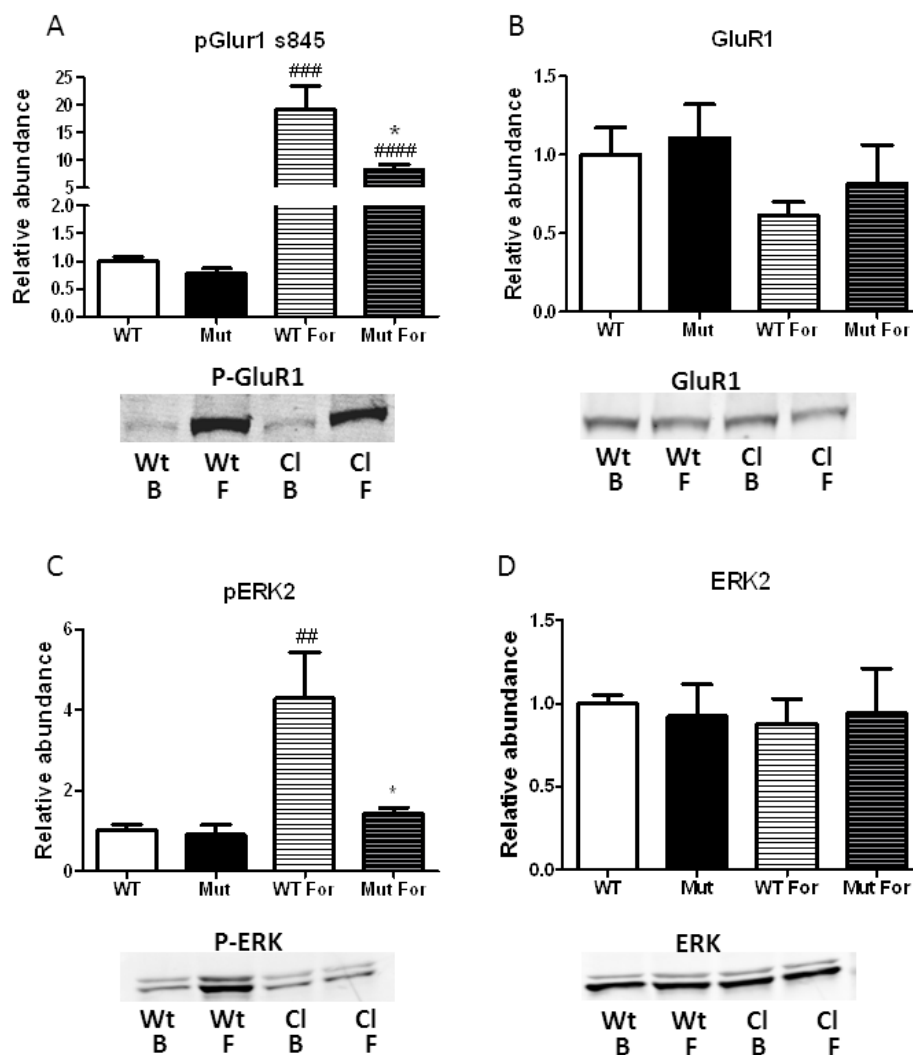 A
pGlur1 s845
Relative abundance
25
20
15
10
5
2.0
1.5
1.0
0.5
0.0
###
*
####
WT Mut WT For Mut For
P-GluR1
Wt Wt Cl Cl
B F B F
B
GluR1
Relative abundance
1.5
1.0
0.5
0.0
WT Mut WT For Mut For
GluR1
Wt Wt Cl Cl
B F B F
C
pERK2
Relative abundance
6
4
2
0
##
*
WT Mut WT For Mut For
P-ERK
Wt Wt Cl Cl
B F B F
D
ERK2
Relative abundance
1.5
1.0
0.5
0.0
WT Mut WT For Mut For
ERK
Wt Wt Cl Cl
B F B F